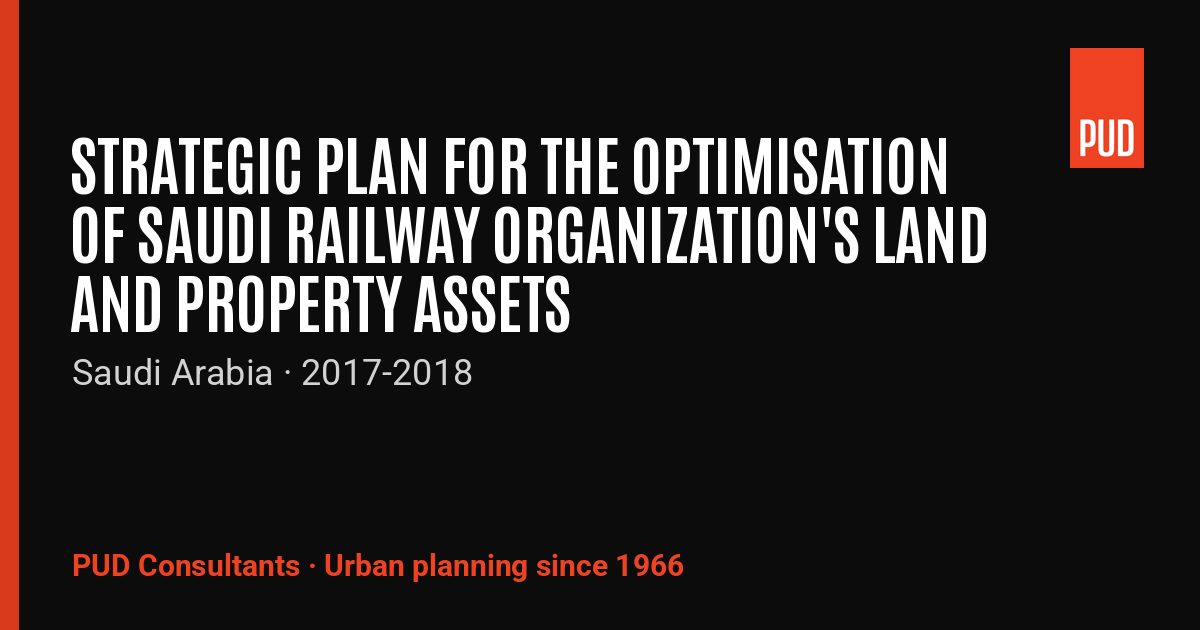 PUD
STRATEGIC PLAN FOR THE OPTIMISATION
OF SAUDI RAILWAY ORGANIZATION'S LAND
AND PROPERTY ASSETS
Saudi Arabia · 2017-2018
PUD Consultants · Urban planning since 1966